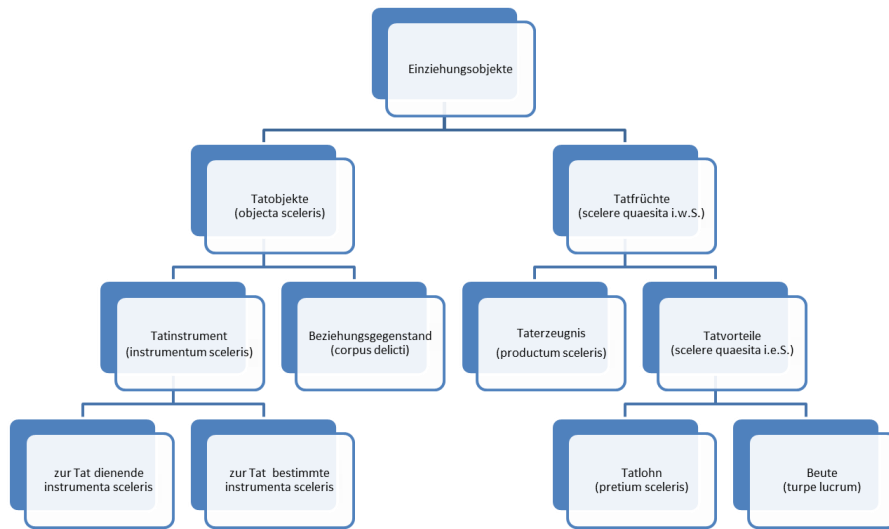 Einziehungsobjekte
Tatobjekte
(objecta sceleris)
Tatfrüchte
(scelere quaesita i.w.S.)
Tatinstrument
(instrumentum sceleris)
Beziehungsgegenstand
(corpus delicti)
Taterzeugnis
(productum sceleris)
Tatvorteile
(scelere quaesita i.e.S.)
zur Tat dienende
instrumenta sceleris
zur Tat bestimmte
instrumenta sceleris
Tatlohn
(pretium sceleris)
Beute
(turpe lucrum)